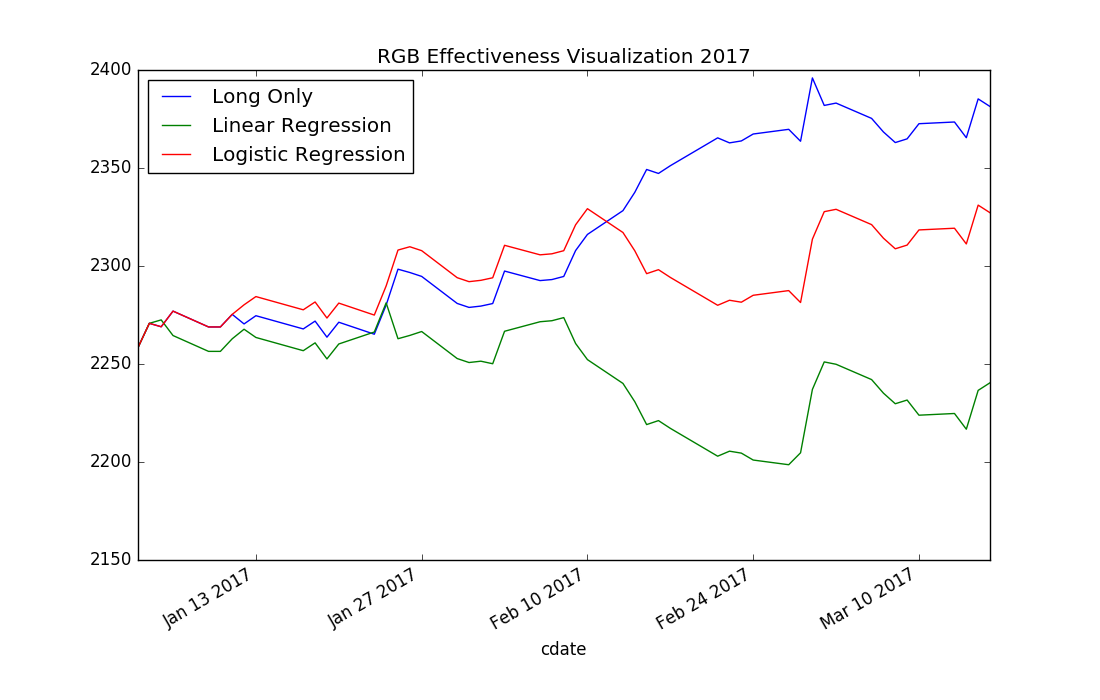 RGB Effectiveness Visualization 2017
2400
2350
2300
2250
2200
2150
Long Only
Linear Regression
Logistic Regression
Jan 13 2017
Jan 27 2017
Feb 10 2017
Feb 24 2017
Mar 10 2017
cdate